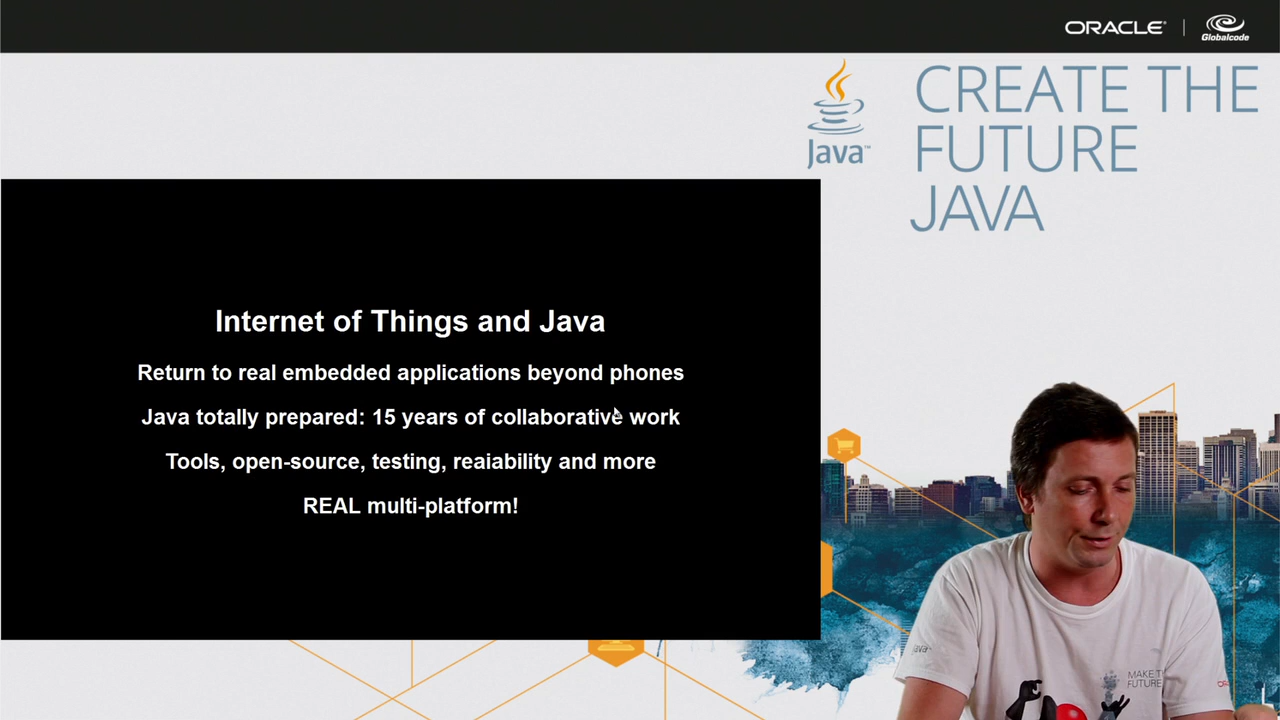 ORACLE
Globalcode
Java
CREATE THE
FUTURE
JAVA
Internet of Things and Java
Return to real embedded applications beyond phones
Java totally prepared: 15 years of collaborative work
Tools, open-source, testing, reaiability and more
REAL multi-platform!
Java
MAKE T
FUTURE